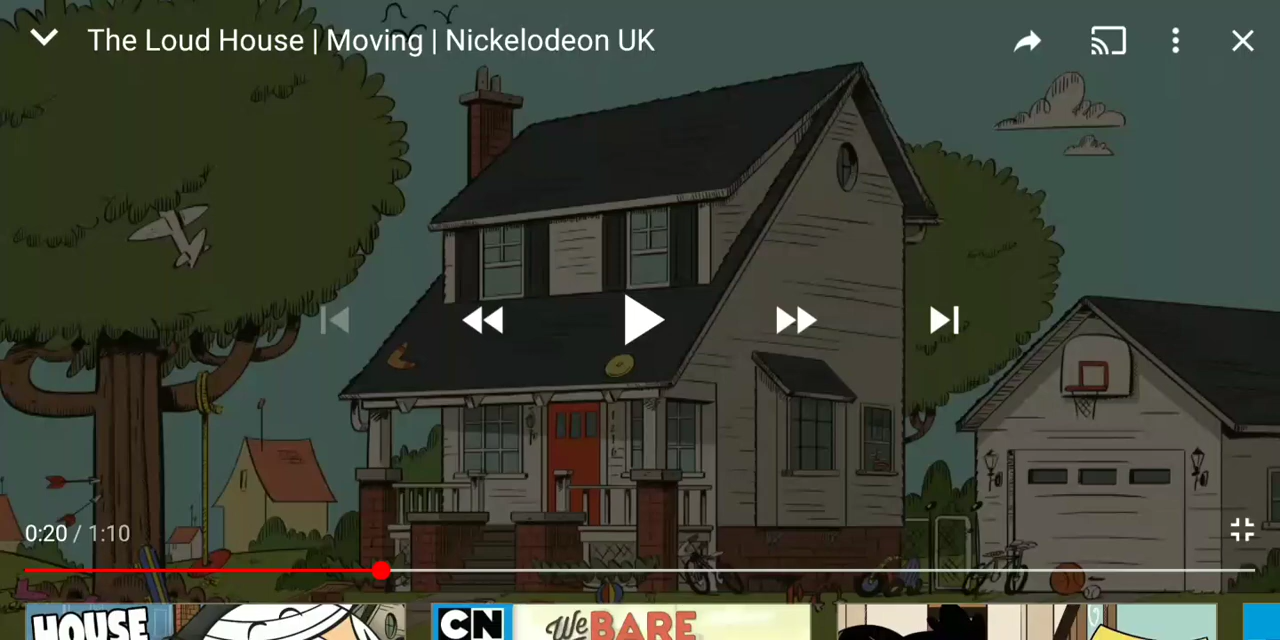 The Loud House | Moving | Nickelodeon UK
0:20 / 1:10
HOUSE
CN
We BARE